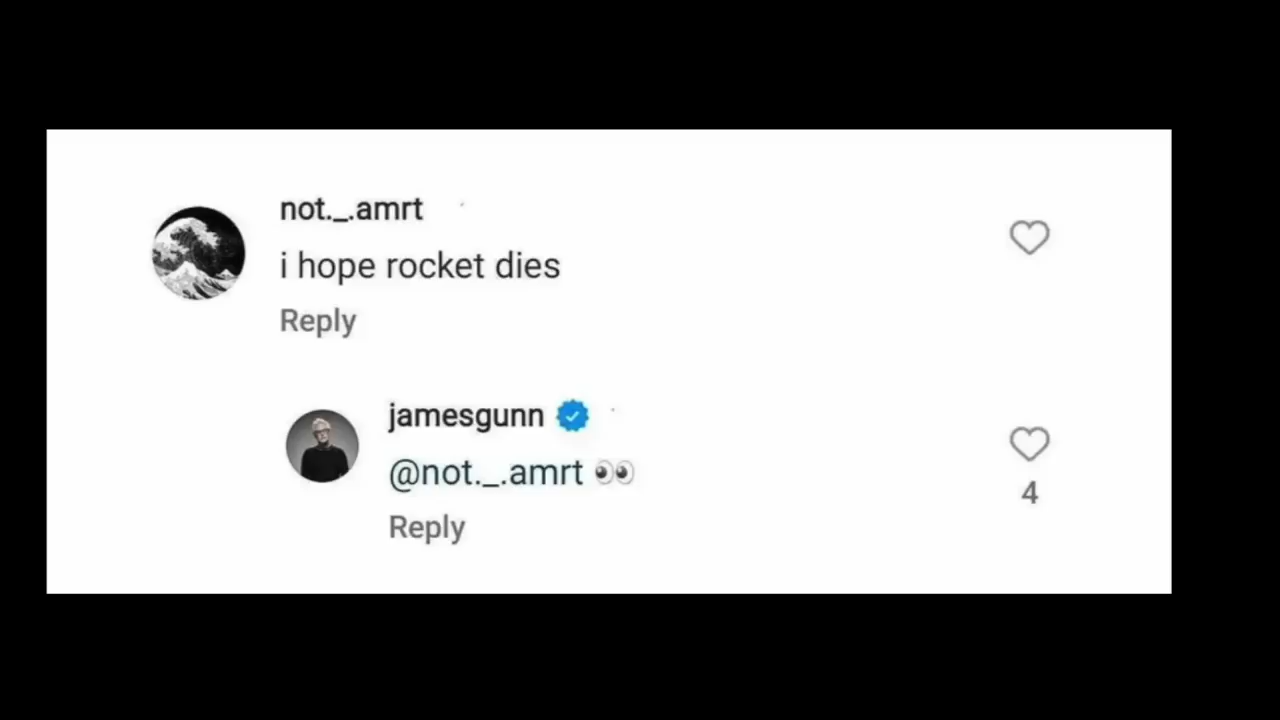 not._.amrt
i hope rocket dies
Reply
jamesgunn
@not._.amrt 👀
4
Reply